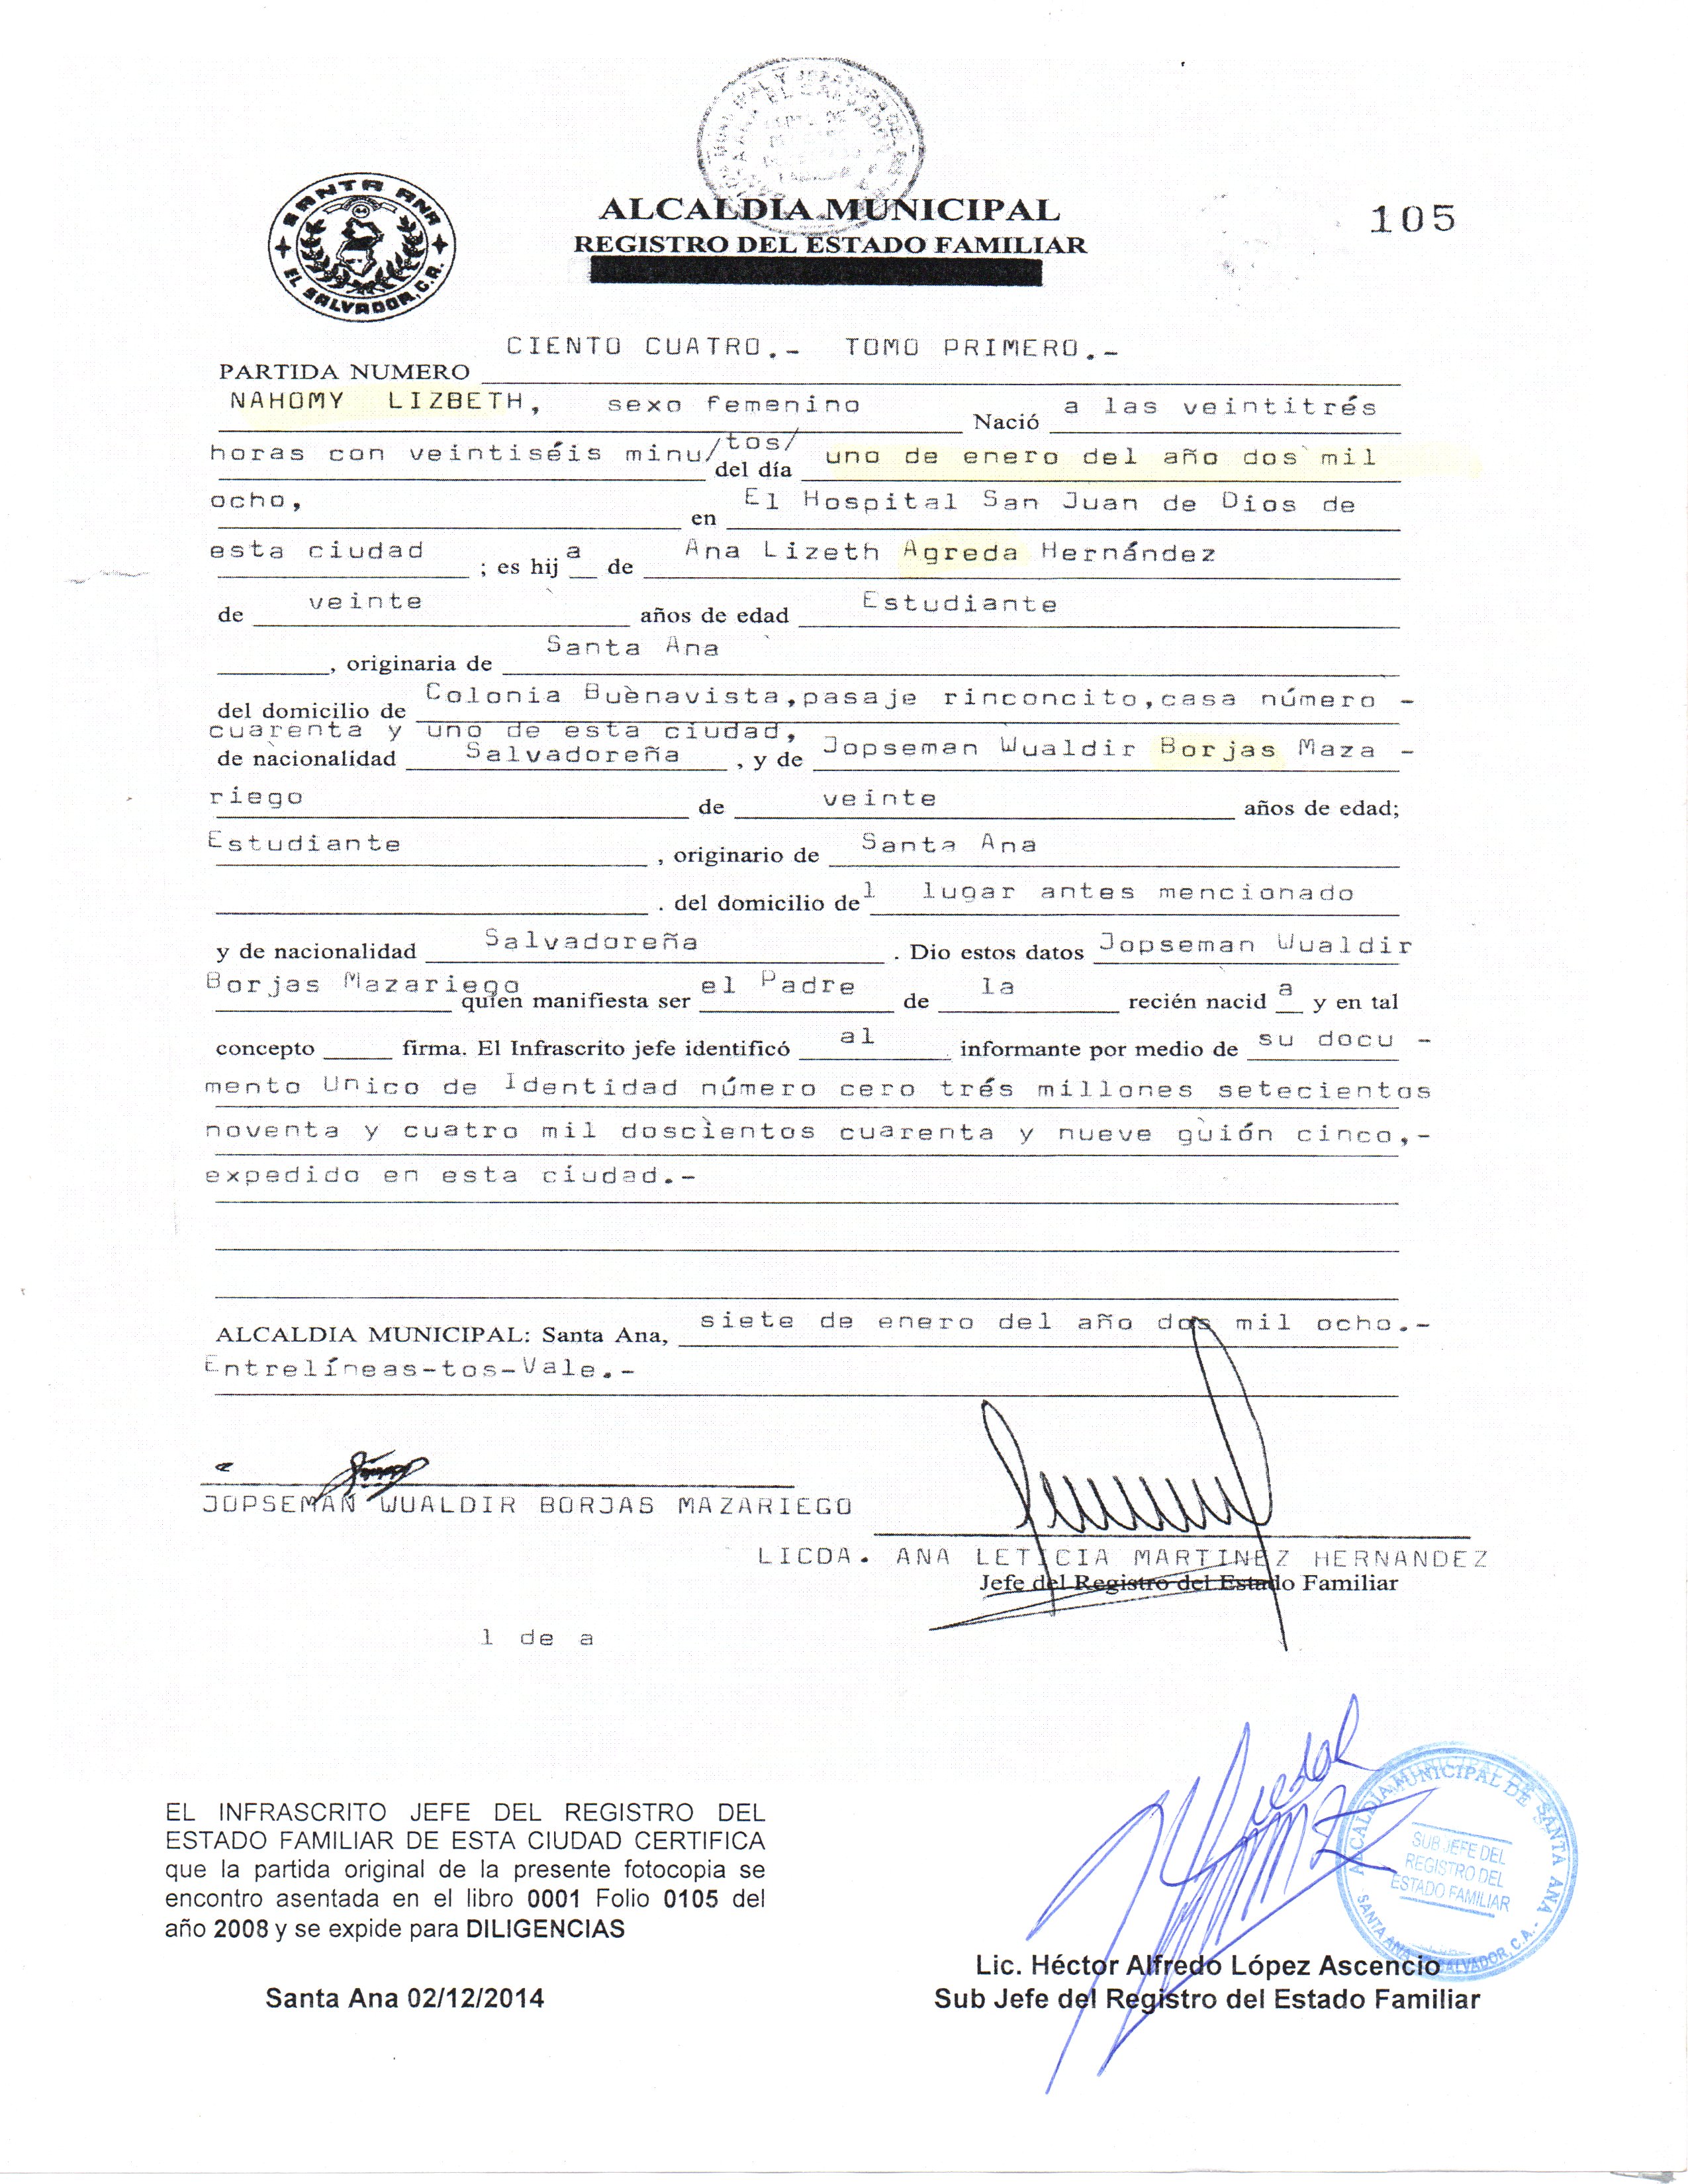 SANTA ANA
EL SALVADOR, C.A.
ALCALDIA MUNICIPAL
REGISTRO DEL ESTADO FAMILIAR
105
CIENTO CUATRO.- TOMO PRIMERO.-
PARTIDA NUMERO
NAHOMY LIZBETH, sexo femenino Nació a las veintitrés
horas con veintiséis minu/tos/ del día uno de enero del año dos mil
ocho, en El Hospital San Juan de Dios de
esta ciudad ; es hij a de Ana Lizeth Agreda Hernández
de veinte años de edad Estudiante
, originaria de Santa Ana
del domicilio de Colonia Buenavista,pasaje rinconcito,casa número -
cuarenta y uno de esta ciudad,
de nacionalidad Salvadoreña , y de Jopseman Wualdir Borjas Maza -
riego de veinte años de edad;
Estudiante , originario de Santa Ana
. del domicilio del lugar antes mencionado
y de nacionalidad Salvadoreña . Dio estos datos Jopseman Wualdir
Borjas Mazariego quien manifiesta ser el Padre de la recién nacid a y en tal
concepto firma. El Infrascrito jefe identificó al informante por medio de su docu -
mento Unico de Identidad número cero trés millones setecientos
noventa y cuatro mil doscientos cuarenta y nueve guión cinco,-
expedido en esta ciudad.-
ALCALDIA MUNICIPAL: Santa Ana, siete de enero del año dos mil ocho.-
Entrelíneas-tos-Vale.-
JOPSEMAN WUALDIR BORJAS MAZARIEGO
LICDA. ANA LETICIA MARTINEZ HERNANDEZ
Jefe del Registro del Estado Familiar
1 de a
EL INFRASCRITO JEFE DEL REGISTRO DEL
ESTADO FAMILIAR DE ESTA CIUDAD CERTIFICA
que la partida original de la presente fotocopia se
encontro asentada en el libro 0001 Folio 0105 del
año 2008 y se expide para DILIGENCIAS
Santa Ana 02/12/2014
ALCALDIA MUNICIPAL DE SANTA ANA
SUB JEFE DEL
REGISTRO DEL
ESTADO FAMILIAR
SANTA ANA, EL SALVADOR, C.A.
Lic. Héctor Alfredo López Ascencio
Sub Jefe del Registro del Estado Familiar